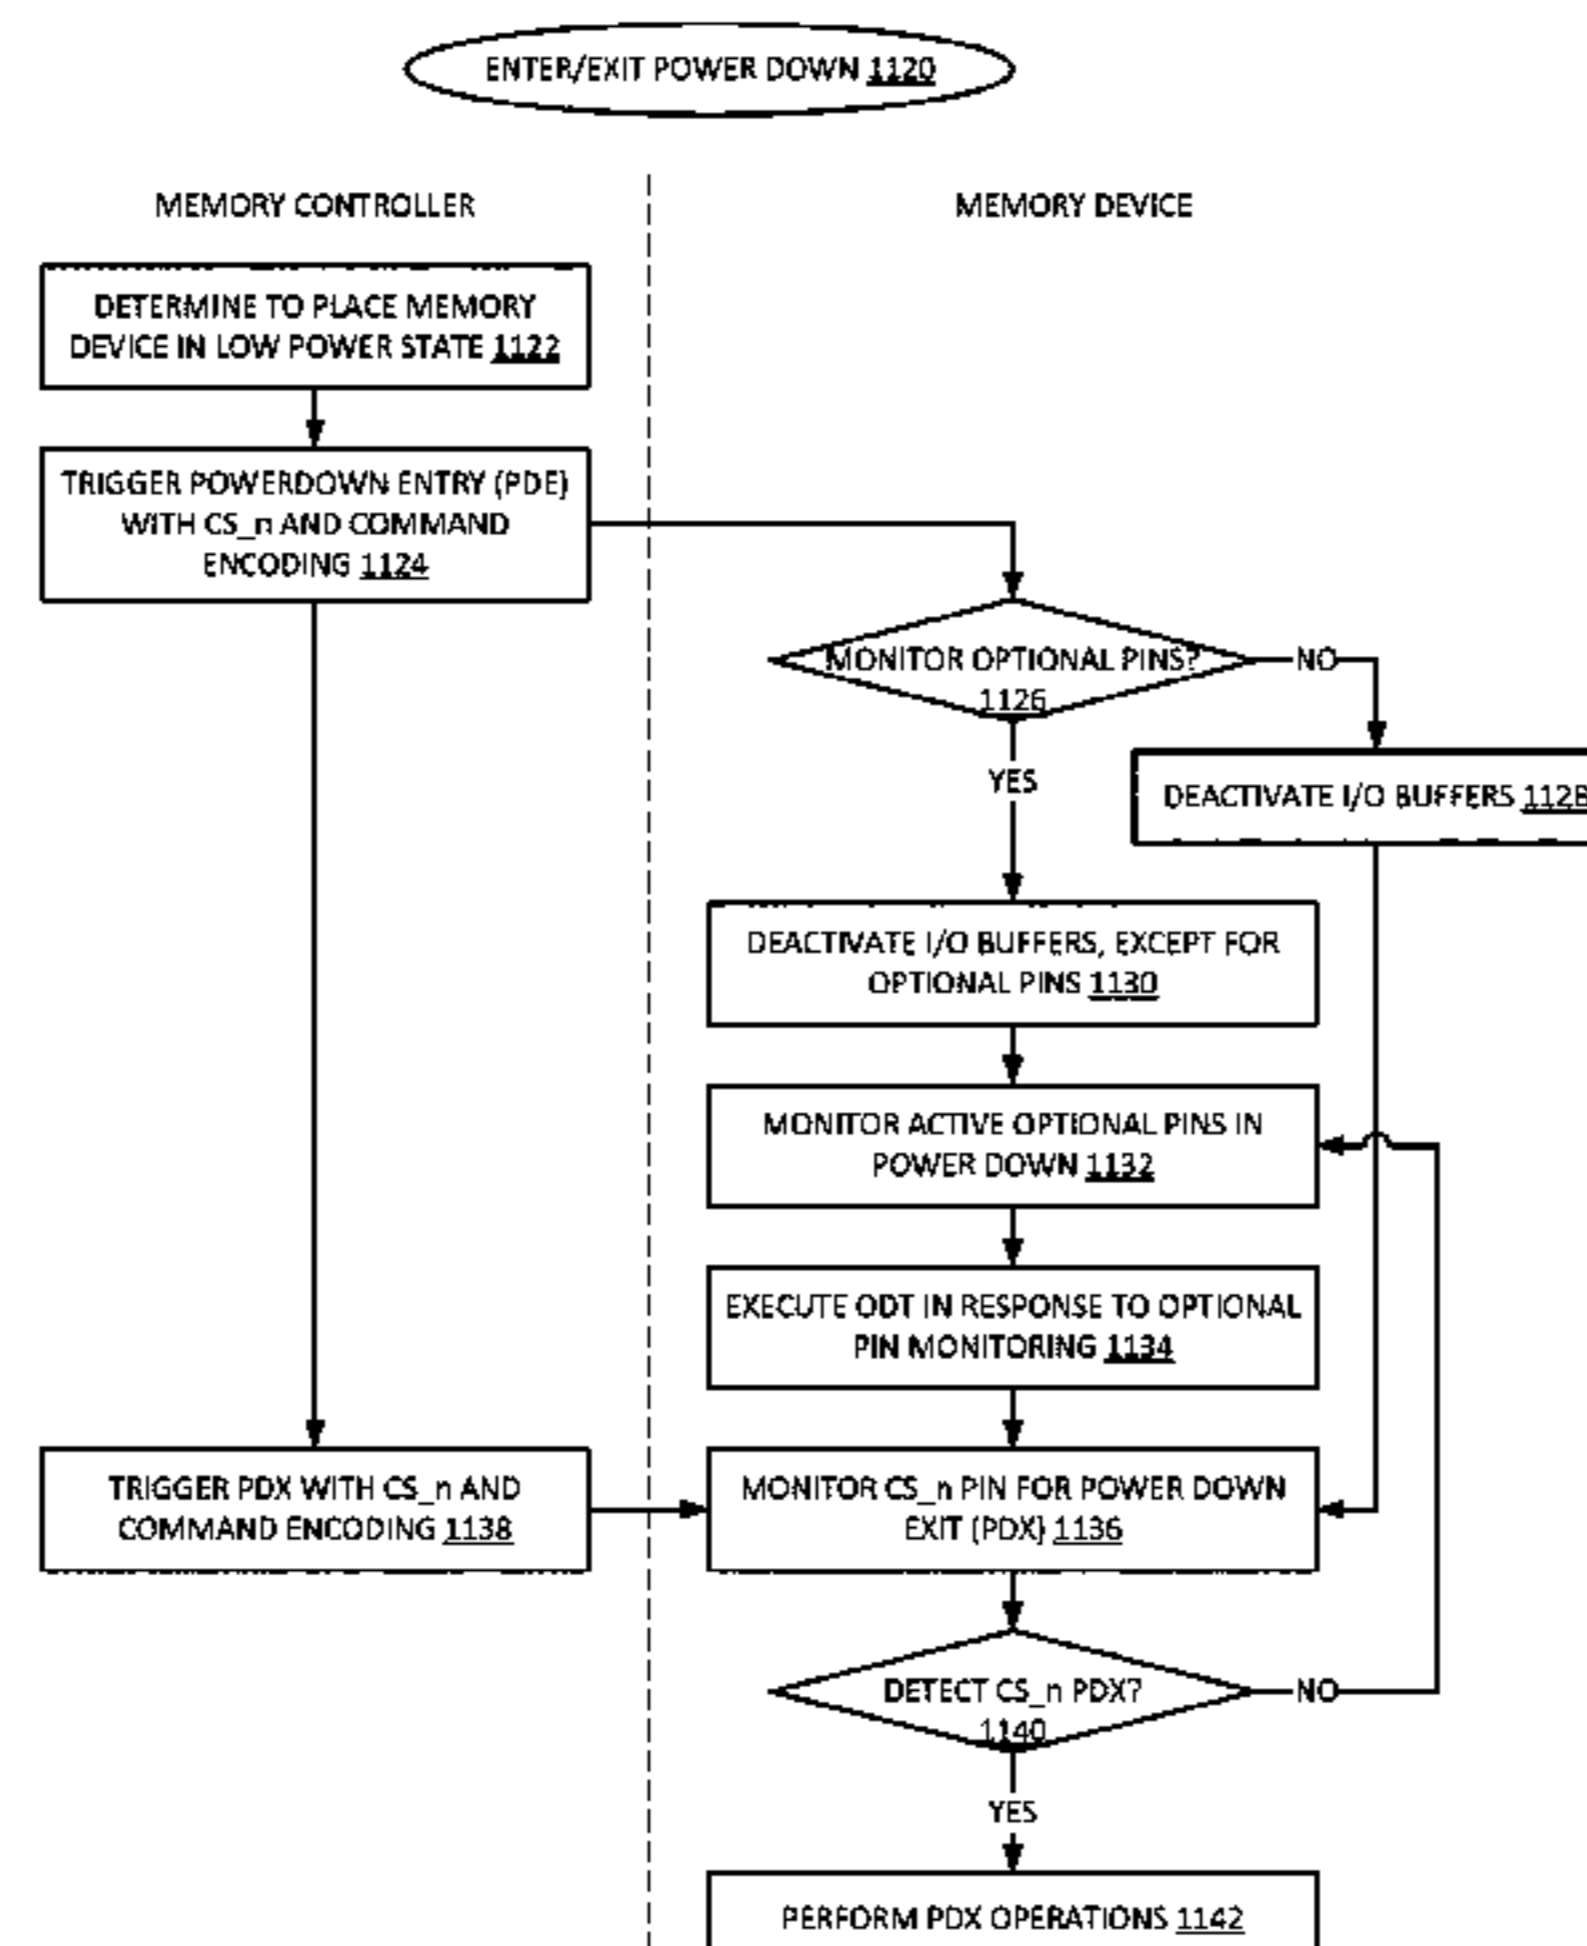 ENTER/EXIT POWER DOWN 1120
MEMORY CONTROLLER
MEMORY DEVICE
DETERMINE TO PLACE MEMORY
DEVICE IN LOW POWER STATE 1122
TRIGGER POWERDOWN ENTRY (PDE)
WITH CS_n AND COMMAND
ENCODING 1124
MONITOR OPTIONAL PINS?
1126
NO
YES
DEACTIVATE I/O BUFFERS 1128
DEACTIVATE I/O BUFFERS, EXCEPT FOR
OPTIONAL PINS 1130
MONITOR ACTIVE OPTIONAL PINS IN
POWER DOWN 1132
EXECUTE ODT IN RESPONSE TO OPTIONAL
PIN MONITORING 1134
TRIGGER PDX WITH CS_n AND
COMMAND ENCODING 1138
MONITOR CS_n PIN FOR POWER DOWN
EXIT (PDX) 1136
DETECT CS_n PDX?
1140
NO
YES
PERFORM PDX OPERATIONS 1142